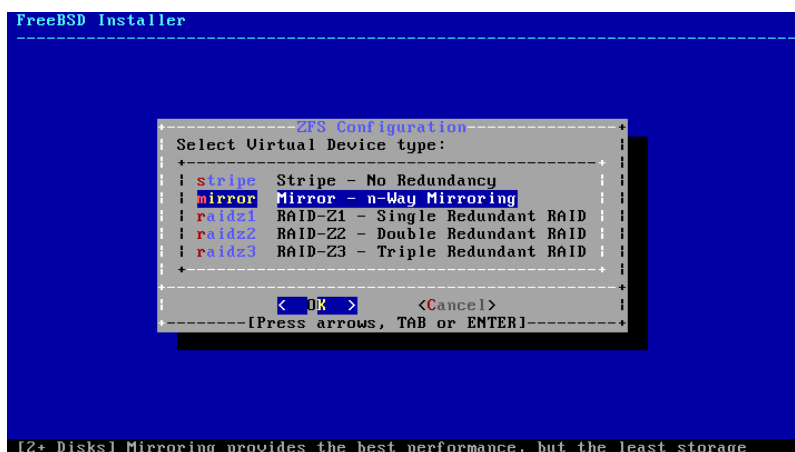 FreeBSD Installer
ZFS Configuration
Select Virtual Device type:
stripe Stripe - No Redundancy
mirror Mirror - n-Way Mirroring
raidz1 RAID-Z1 - Single Redundant RAID
raidz2 RAID-Z2 - Double Redundant RAID
raidz3 RAID-Z3 - Triple Redundant RAID
< OK > <Cancel>
[Press arrows, TAB or ENTER]
[2+ Disks] Mirroring provides the best performance, but the least storage